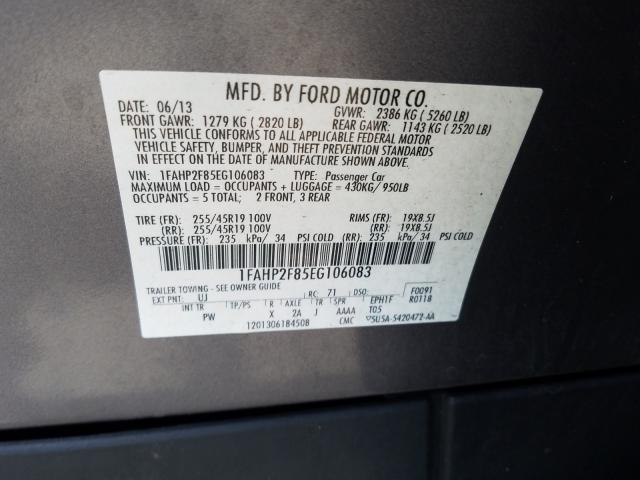 MFD. BY FORD MOTOR CO.
DATE: 06/13 GVWR: 2386 KG ( 5260 LB)
FRONT GAWR: 1279 KG ( 2820 LB) REAR GAWR: 1143 KG ( 2520 LB)
THIS VEHICLE CONFORMS TO ALL APPLICABLE FEDERAL MOTOR
VEHICLE SAFETY, BUMPER, AND THEFT PREVENTION STANDARDS
IN EFFECT ON THE DATE OF MANUFACTURE SHOWN ABOVE.
VIN: 1FAHP2F85EG106083 TYPE: Passenger Car
MAXIMUM LOAD = OCCUPANTS + LUGGAGE = 430KG/ 950LB
OCCUPANTS = 5 TOTAL: 2 FRONT, 3 REAR
TIRE (FR): 255/45R19 100V RIMS (FR): 19X8.5J
(RR): 255/45R19 100V (RR): 19X8.5J
PRESSURE (FR): 235 kPa/ 34 PSI COLD (RR): 235 kPa/ 34 PSI COLD
1FAHP2F85EG106083
TRAILER TOWING - SEE OWNER GUIDE
EXT PNT: UJ RC: 71 DSO: F0091
INT TR TP/PS R AXLE TR SPR EPH1F R0118
PW X 2A J AAAA T05
1201306184508 CMC